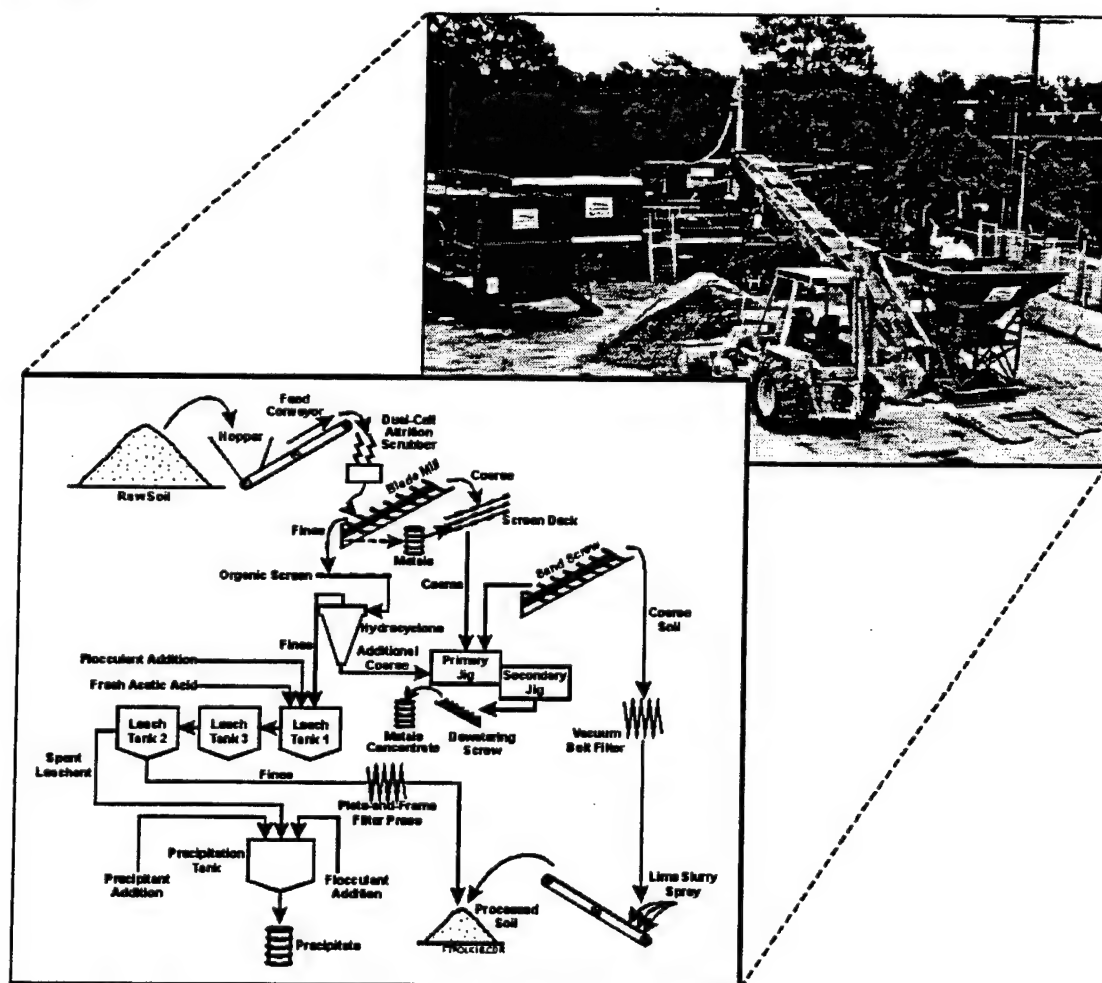 Feed
Conveyor
Hopper
Dual-Cell
Attrition
Scrubber
Raw Soil
Blade Mill
Coarse
Fines
Screen Deck
Metals
Organic Screen
Coarse
Sand Screw
Coarse
Soil
Hydrocyclone
Fines
Additional
Coarse
Flocculent Addition
Fresh Acetic Acid
Primary
Jig
Secondary
Jig
Leach
Tank 2
Leach
Tank 3
Leach
Tank 1
Metals
Concentrate
Dewatering
Screw
Vacuum
Belt Filter
Spent
Leachant
Fines
Plate-and-Frame
Filter Press
Precipitation
Tank
Precipitant
Addition
Flocculant
Addition
Lime Slurry
Spray
Processed
Soil
Precipitate